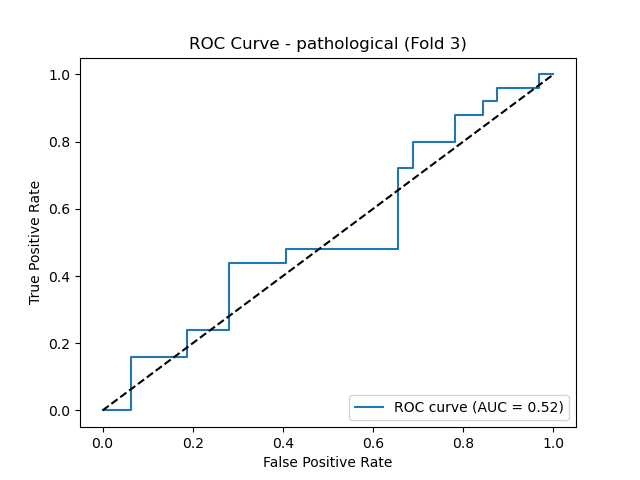 ROC Curve - pathological (Fold 3)
True Positive Rate
1.0
0.8
0.6
0.4
0.2
0.0
ROC curve (AUC = 0.52)
0.0 0.2 0.4 0.6 0.8 1.0
False Positive Rate